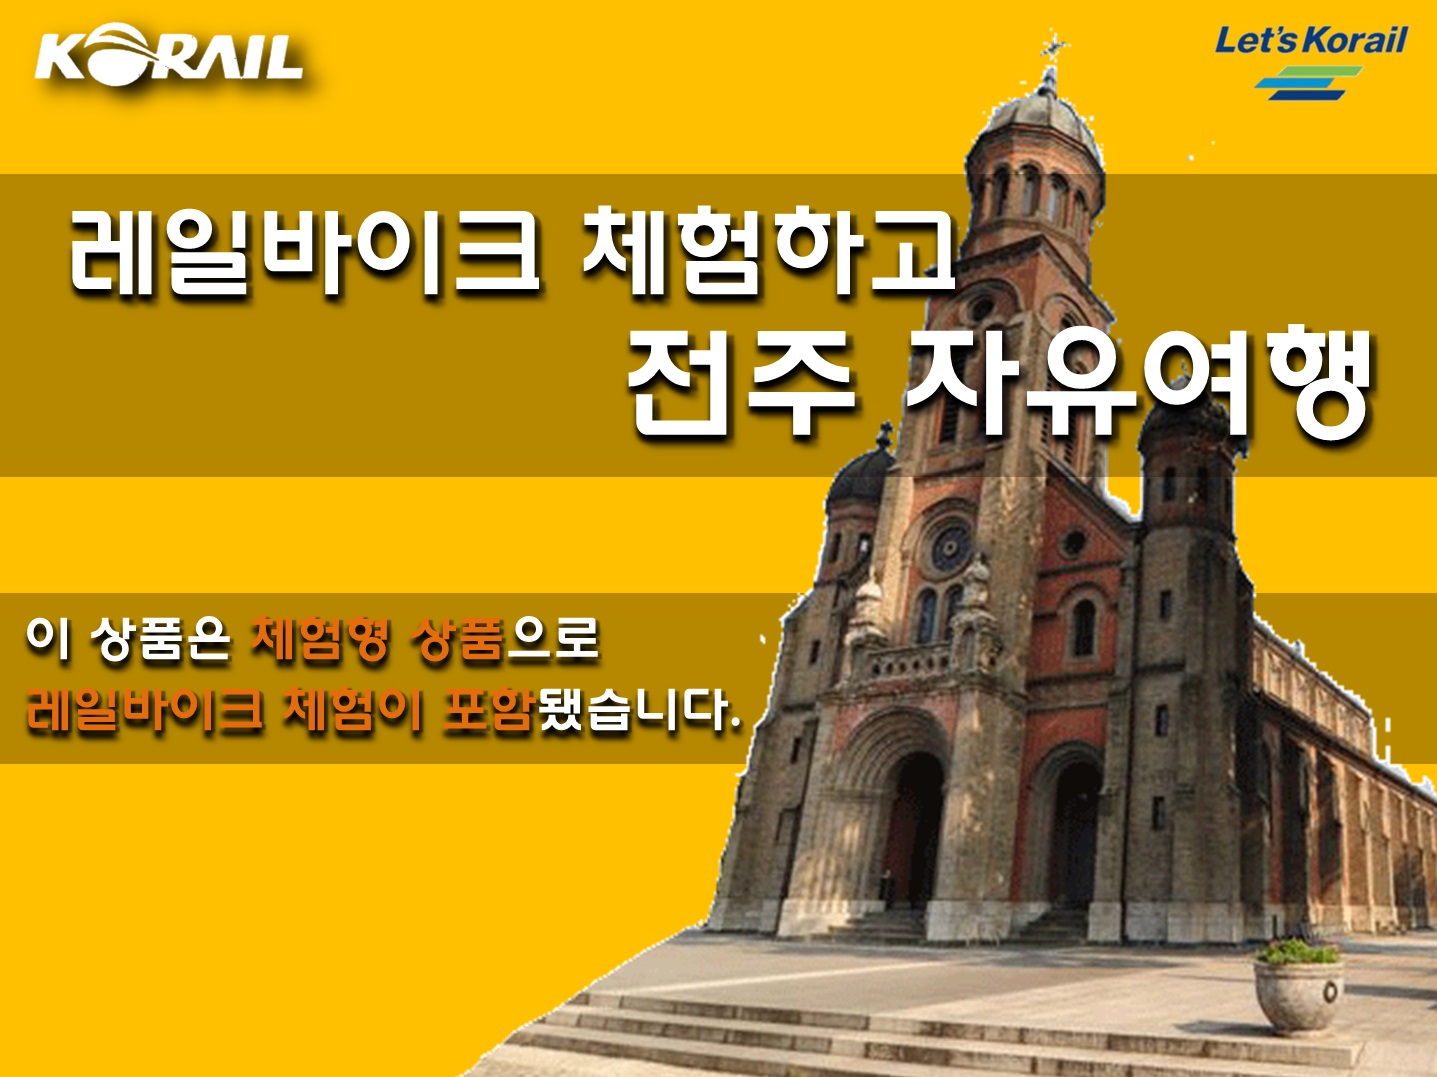 KORAIL
Let's Korail
레일바이크 체험하고
전주 자유여행
이 상품은 체험형 상품으로
레일바이크 체험이 포함됐습니다.